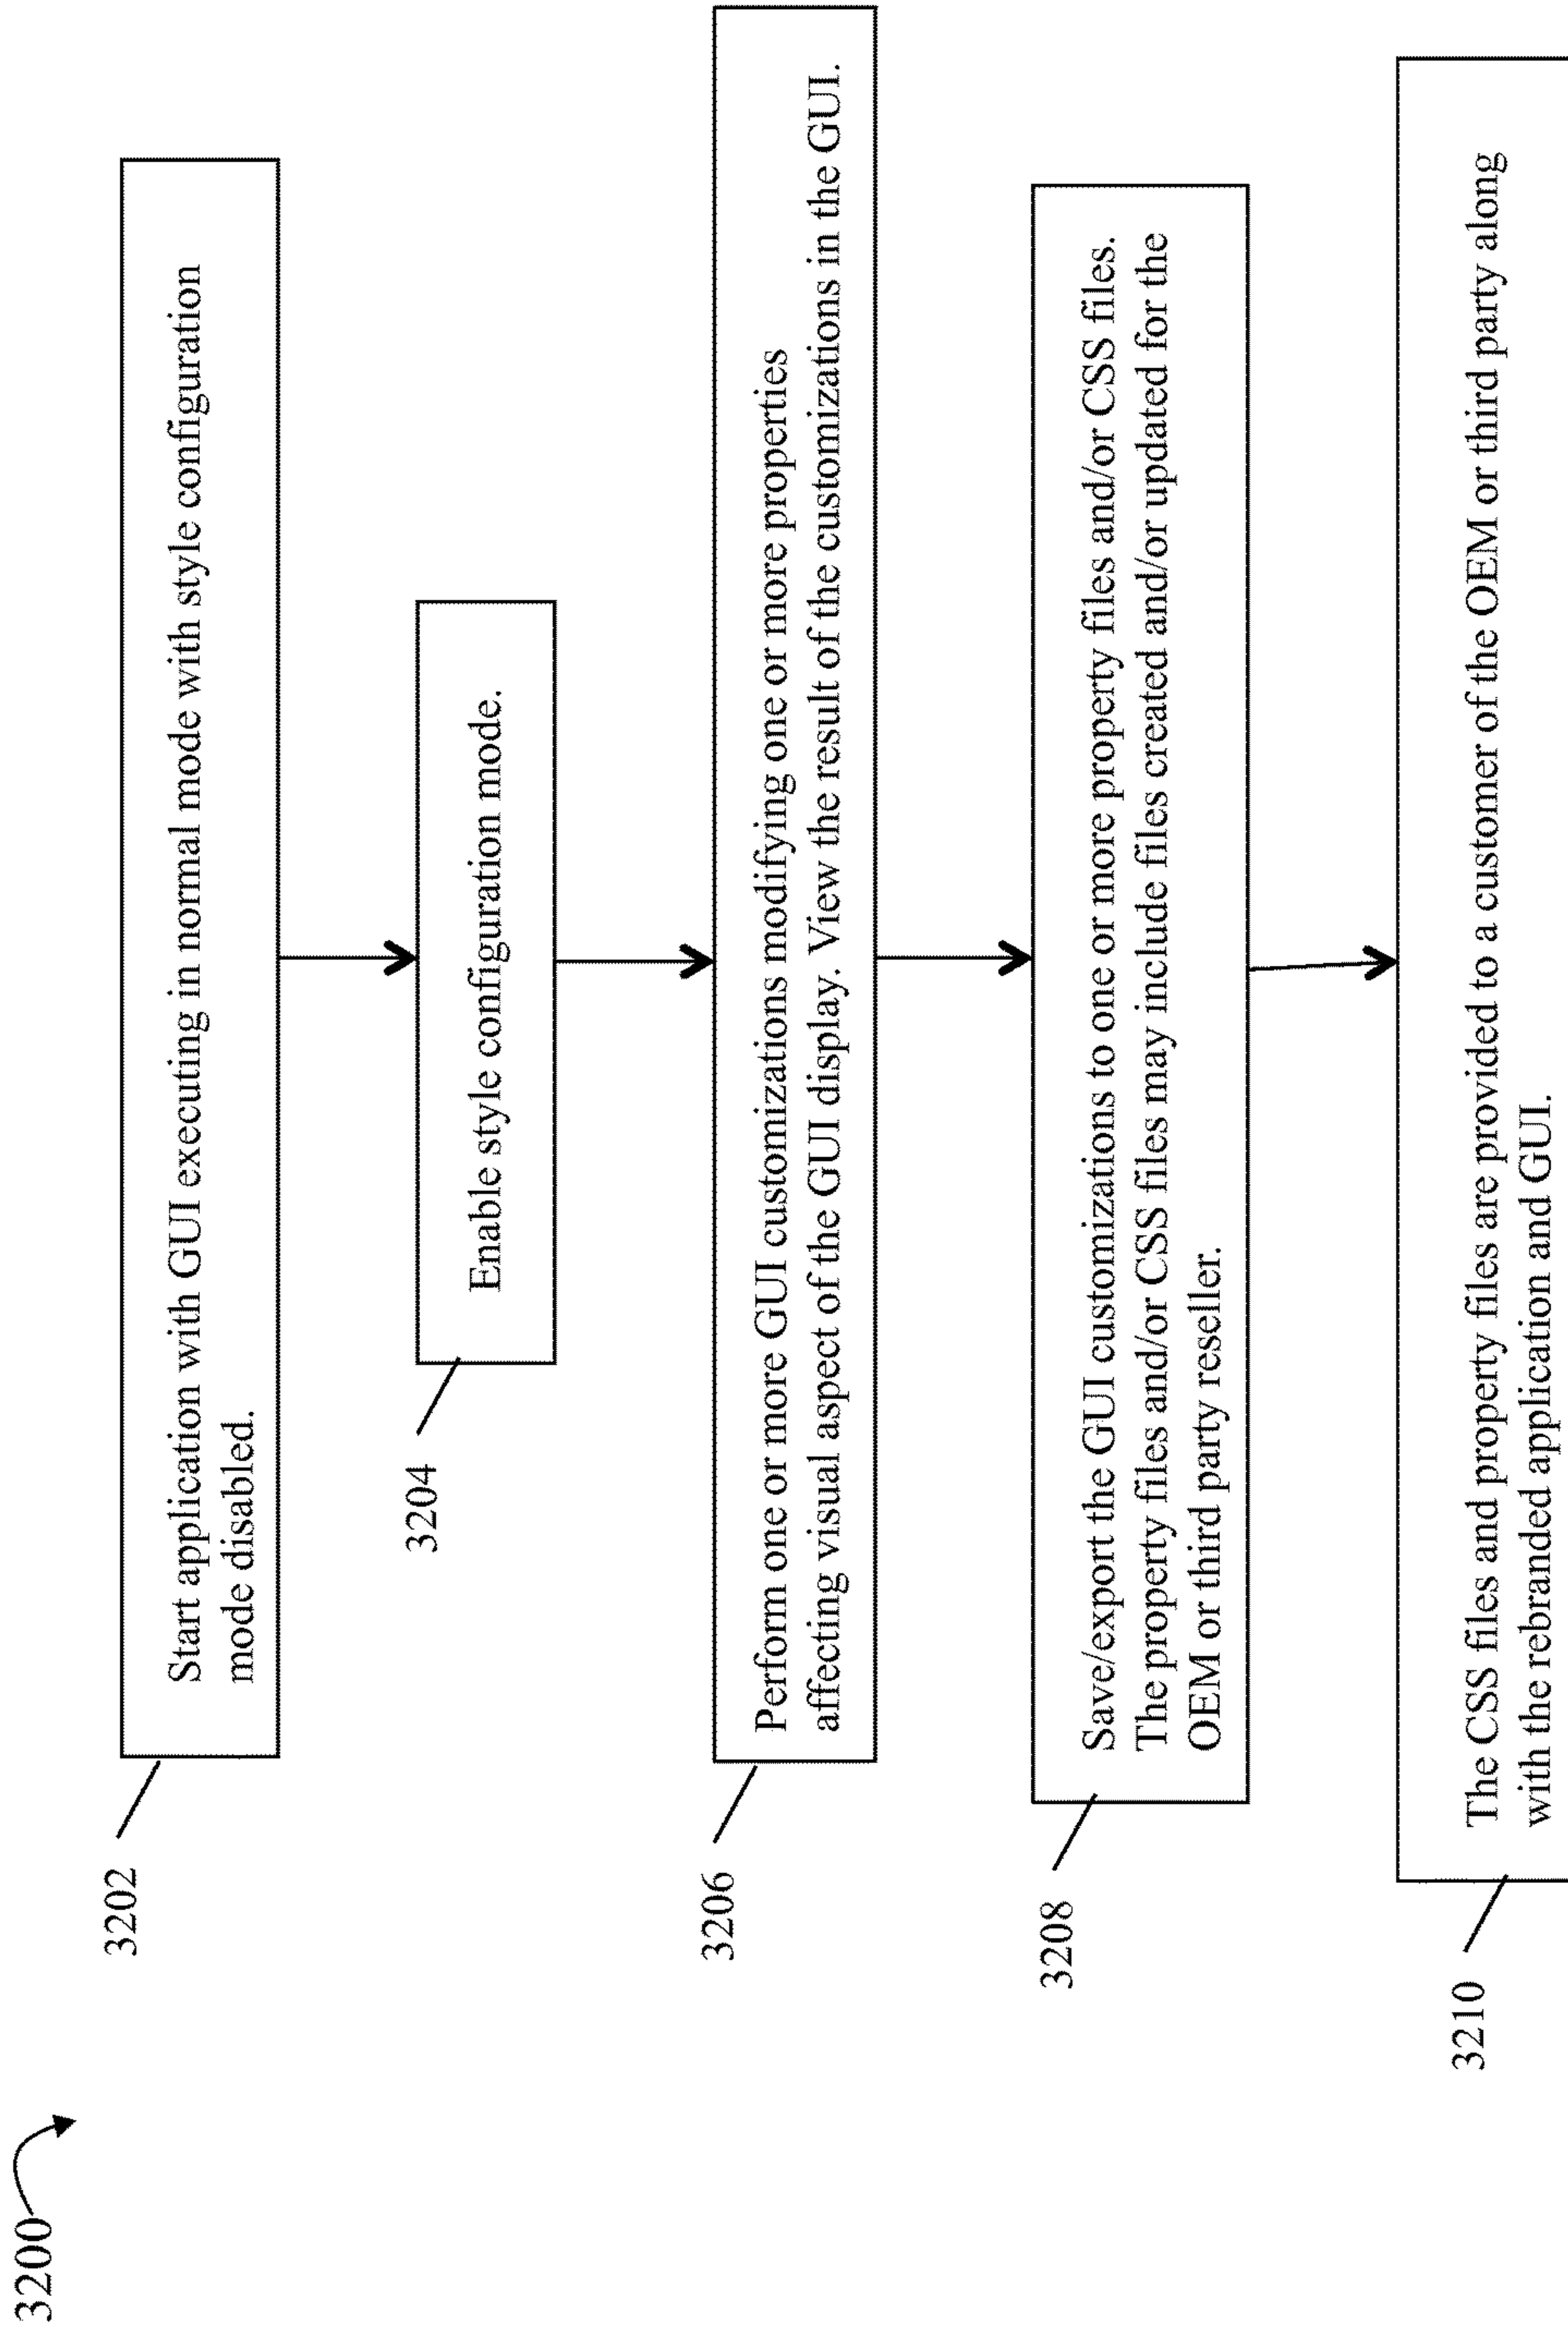 3200
3202
Start application with GUI executing in normal mode with style configuration
mode disabled.
3204
Enable style configuration mode.
3206
Perform one or more GUI customizations modifying one or more properties
affecting visual aspect of the GUI display. View the result of the customizations in the GUI.
3208
Save/export the GUI customizations to one or more property files and/or CSS files.
The property files and/or CSS files may include files created and/or updated for the
OEM or third party reseller.
3210
The CSS files and property files are provided to a customer of the OEM or third party along
with the rebranded application and GUI.